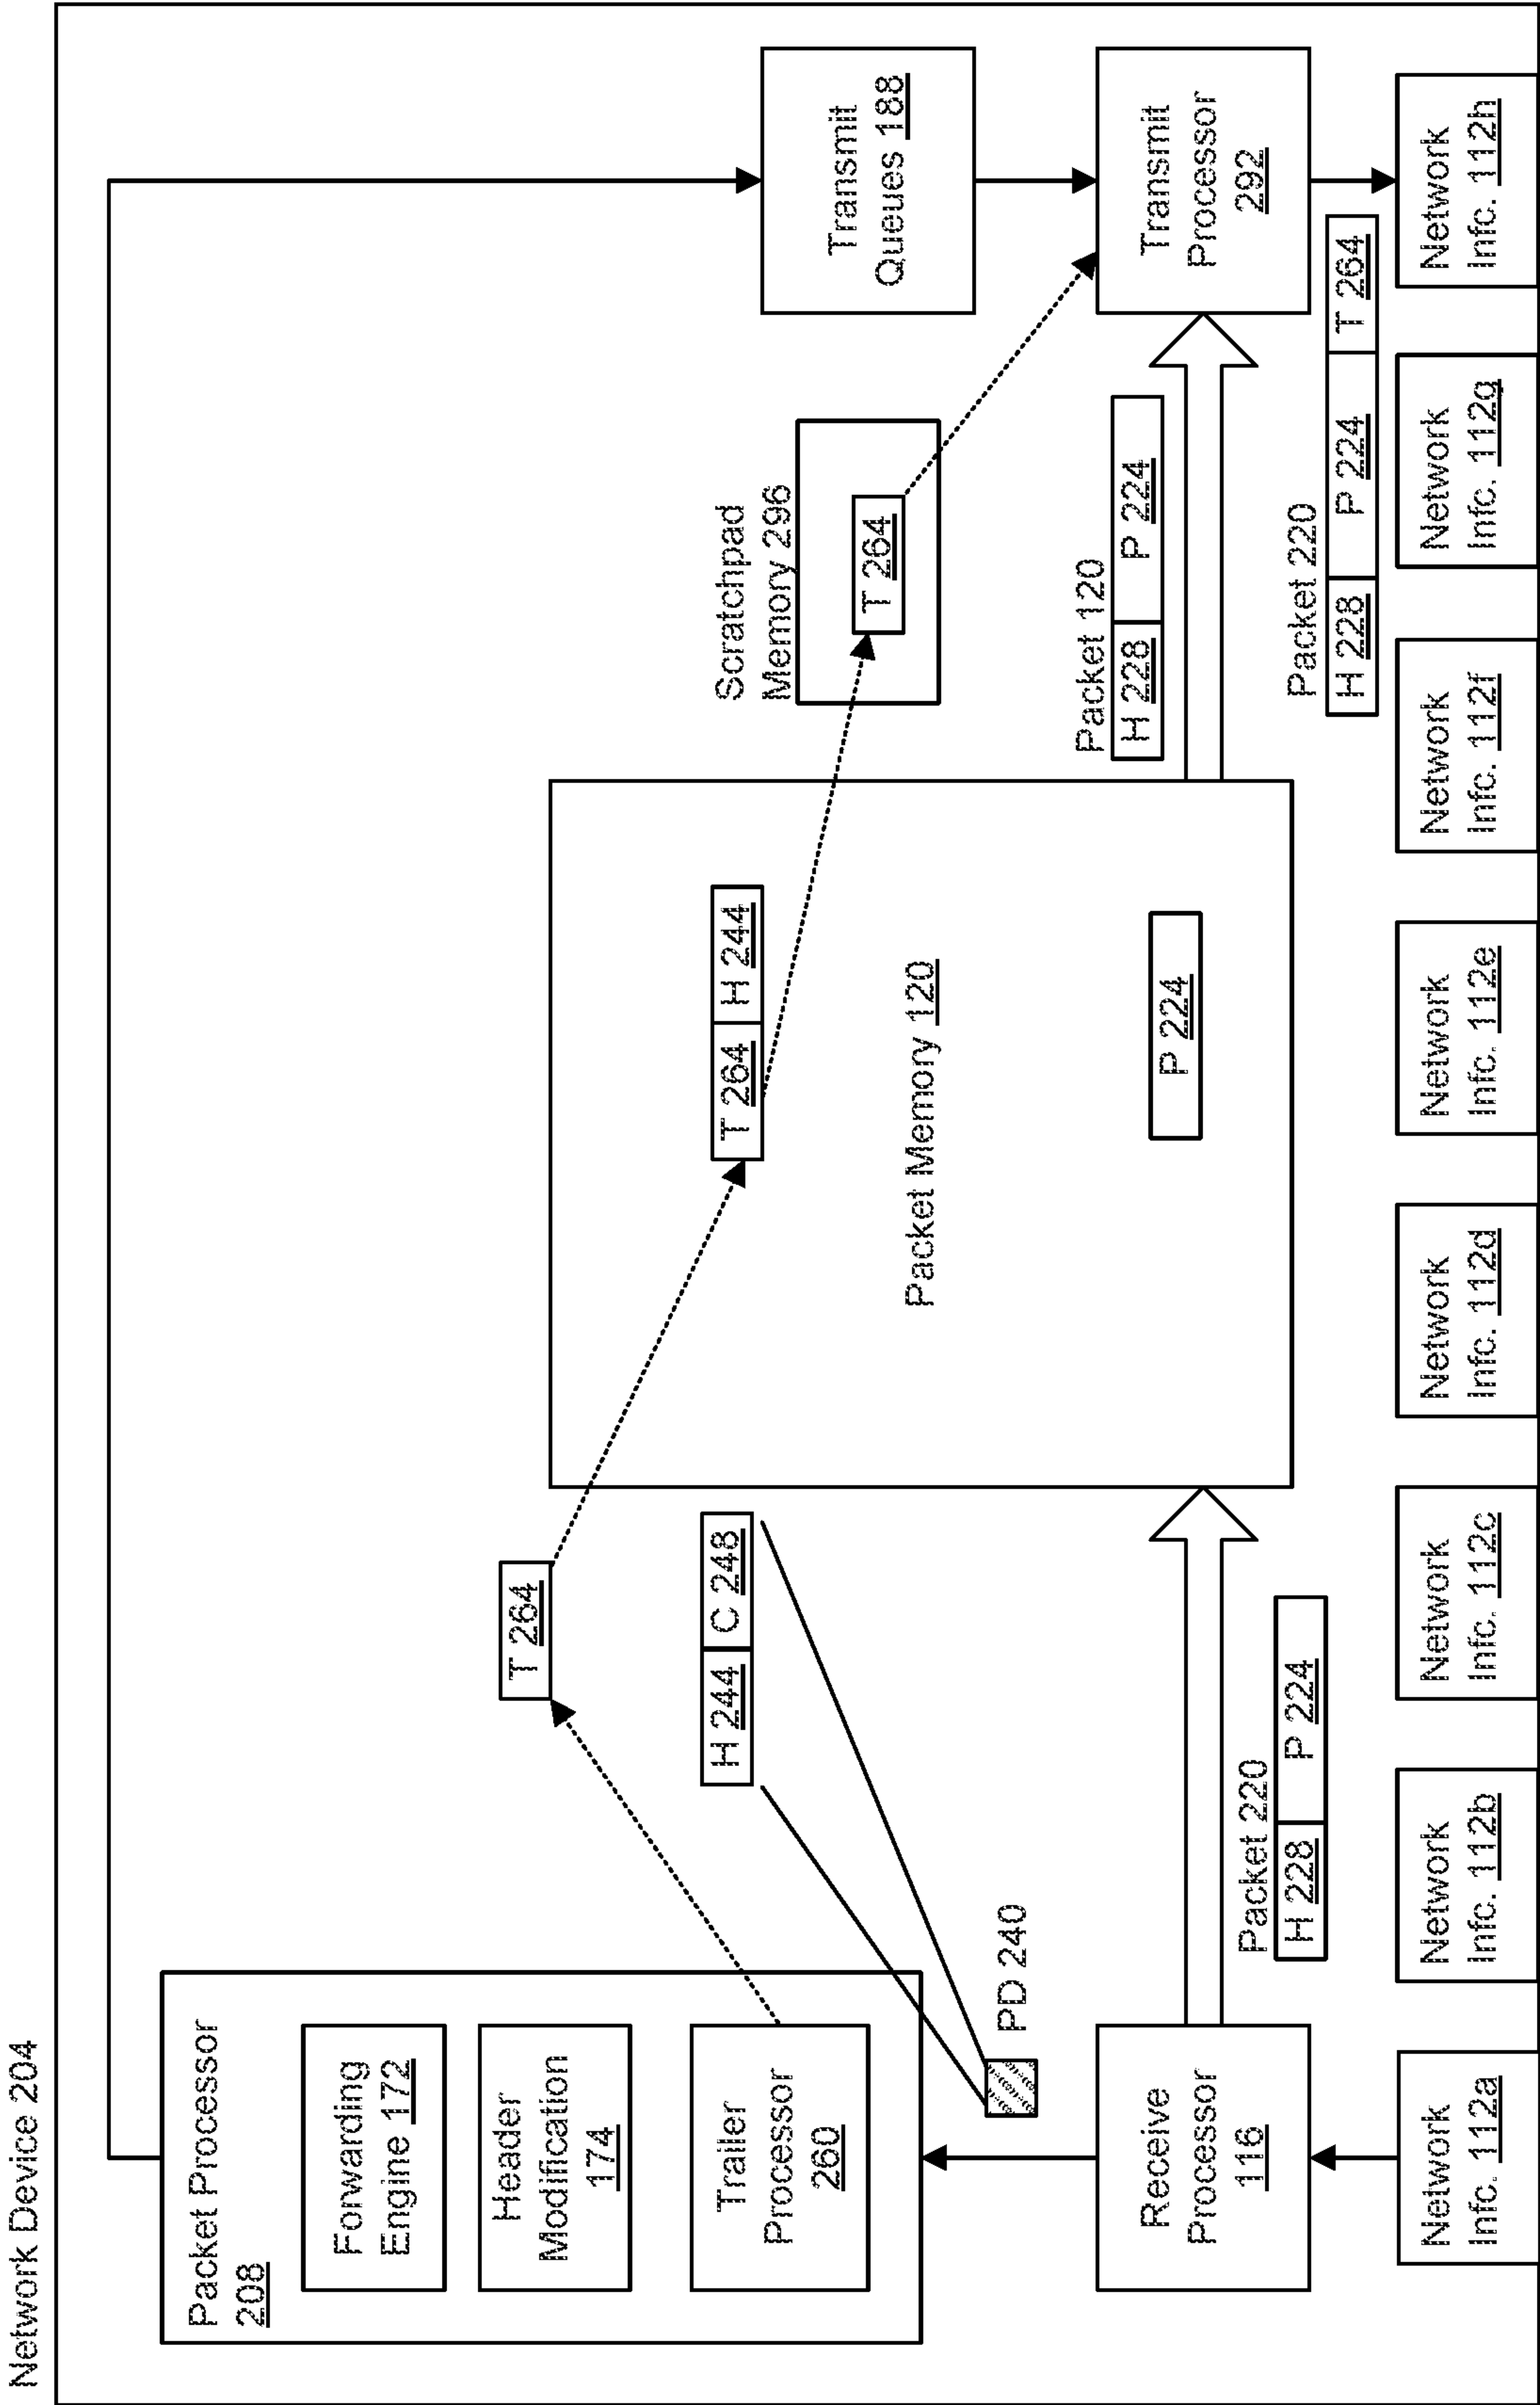 Network Device 204
Packet Processor
208
Forwarding
Engine 172
Header
Modification
174
Trailer
Processor
260
T 264
H 244 C 248
PD 240
Receive
Processor
116
Packet 220
H 228 P 224
T 264 H 244
Packet Memory 120
P 224
Scratchpad
Memory 296
T 264
Packet 120
H 228 P 224
Transmit
Queues 188
Transmit
Processor
292
Packet 220
H 228 P 224 T 264
Network
Infc. 112a
Network
Infc. 112b
Network
Infc. 112c
Network
Infc. 112d
Network
Infc. 112e
Network
Infc. 112f
Network
Infc. 112g
Network
Infc. 112h